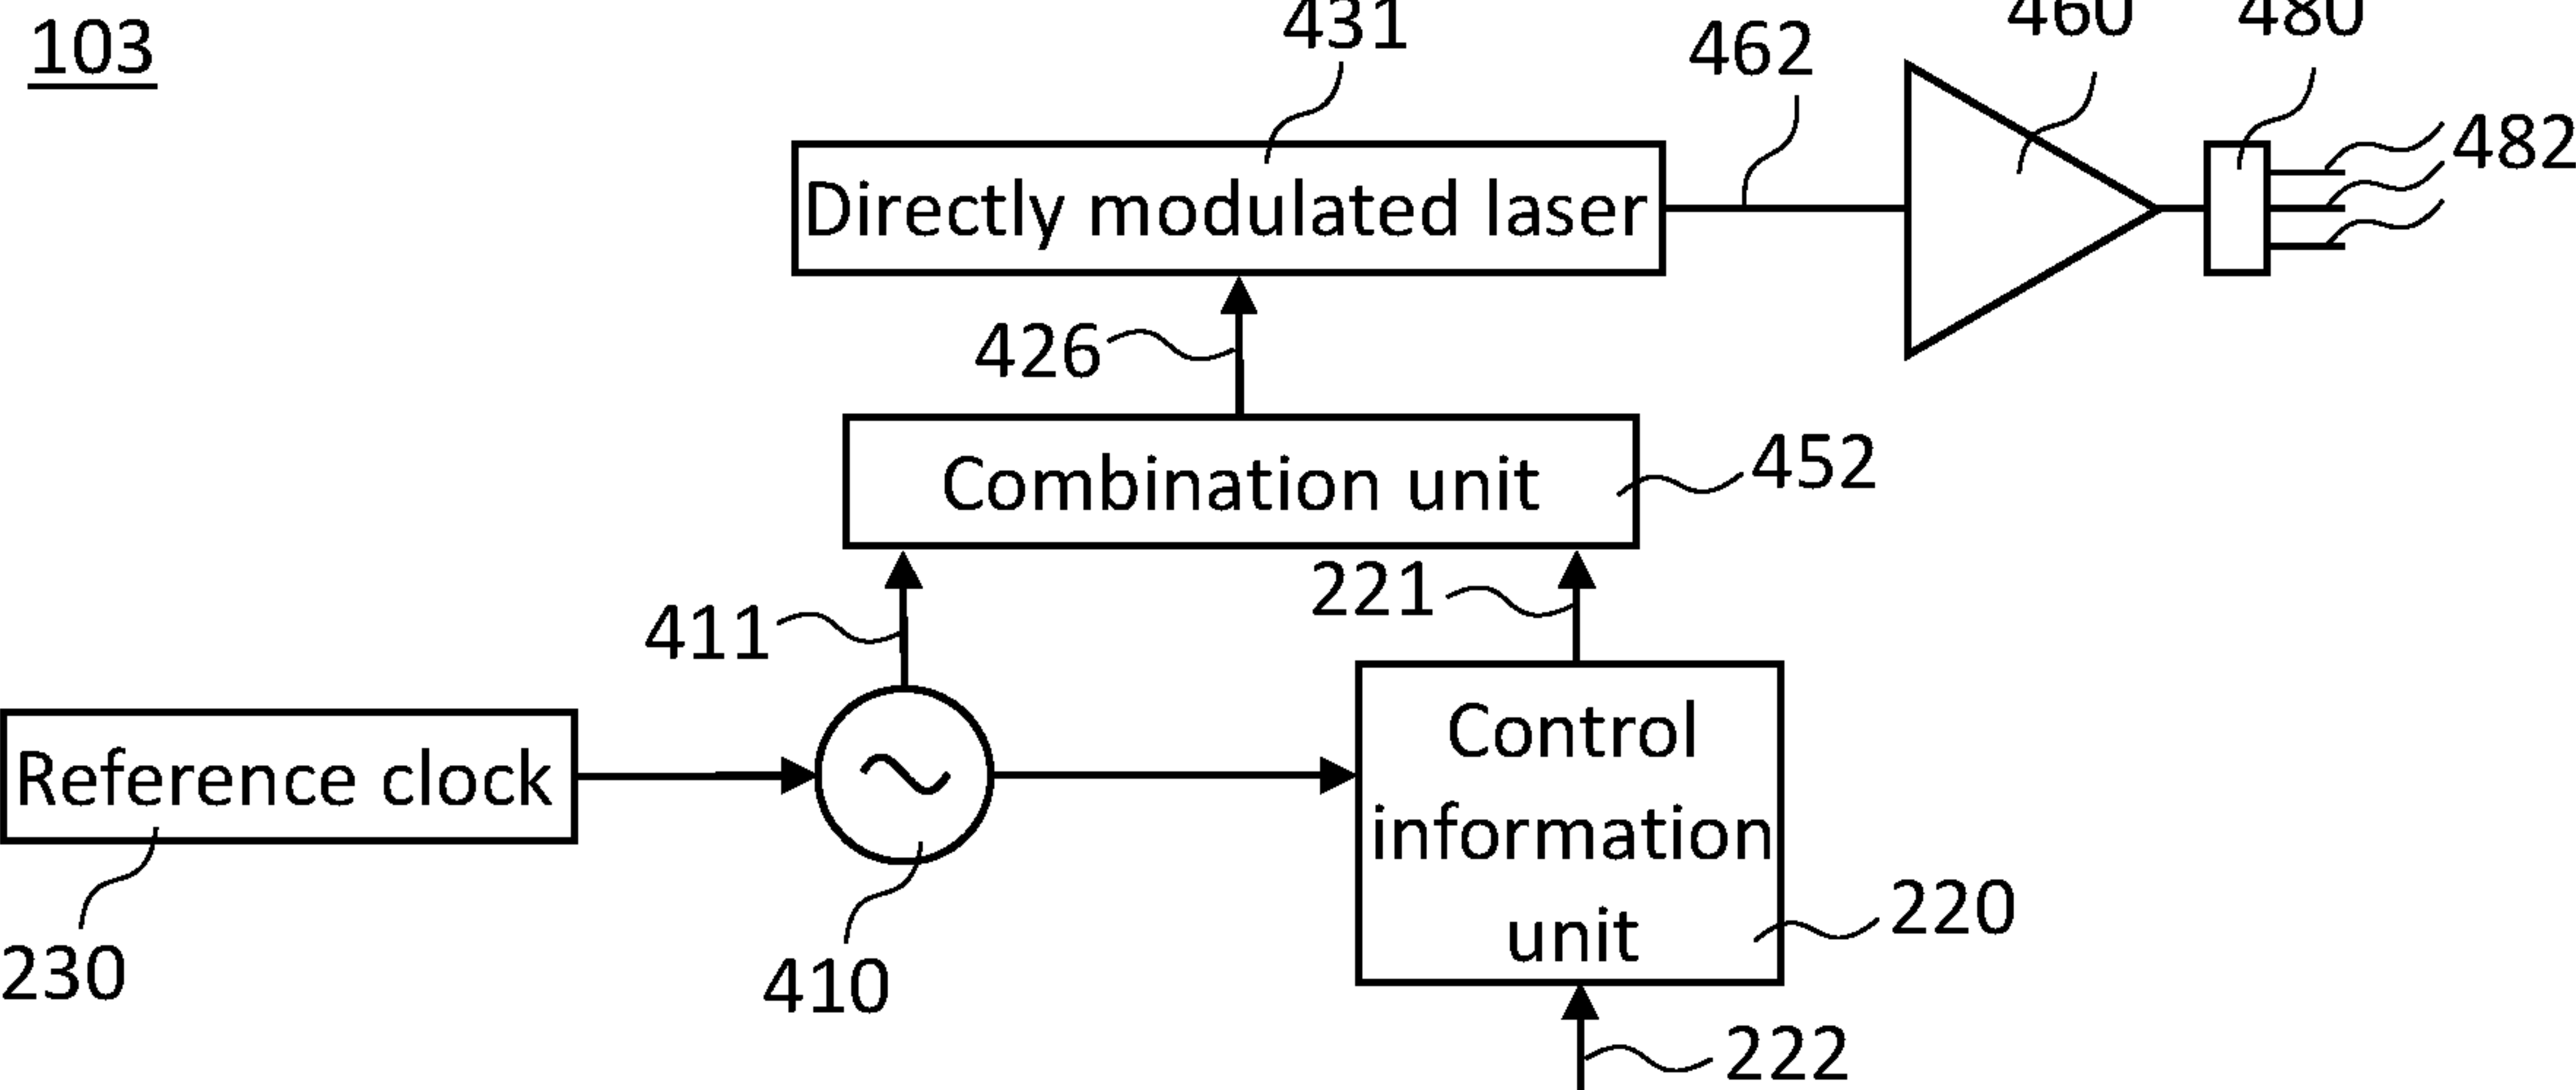 103
431
462
460
480
482
Directly modulated laser
426
Combination unit
452
411
221
Reference clock
Control
information
unit
230
410
220
222